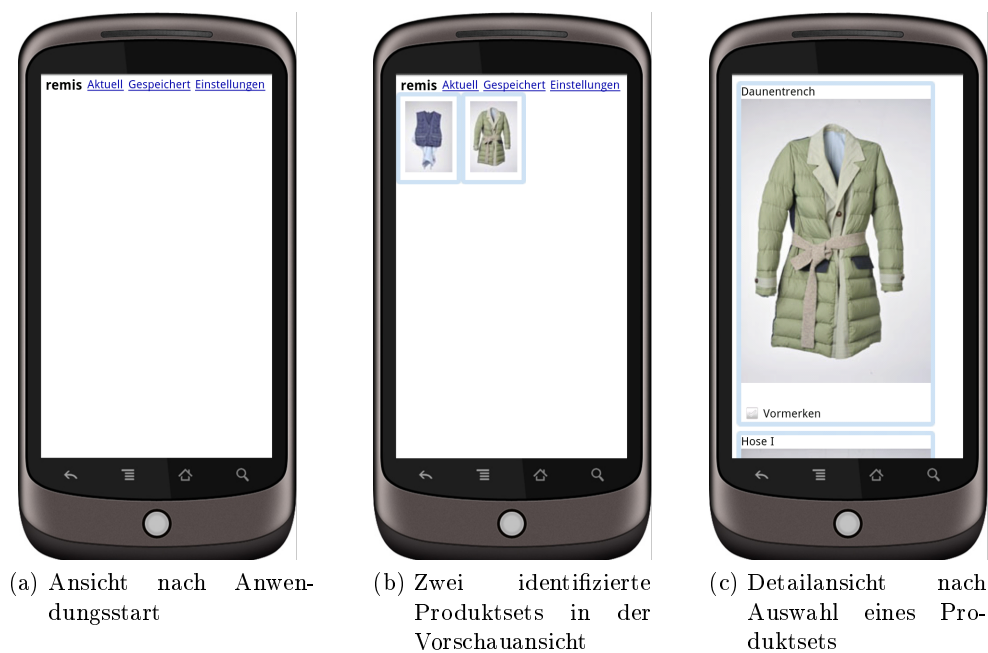 remis Aktuell Gespeichert Einstellungen
(a) Ansicht nach Anwen-
dungsstart
remis Aktuell Gespeichert Einstellungen
(b) Zwei identifizierte
Produktsets in der
Vorschauansicht
Daunentrench
Vormerken
Hose I
(c) Detailansicht nach
Auswahl eines Pro-
duktsets